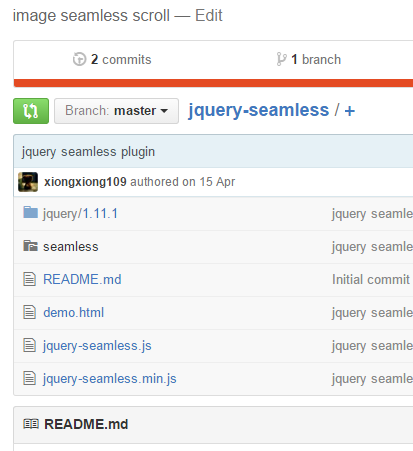 image seamless scroll — Edit
2 commits 1 branch
Branch: master jquery-seamless / +
jquery seamless plugin
xiongxiong109 authored on 15 Apr
jquery/1.11.1 jquery seamle
seamless jquery seamle
README.md Initial commit
demo.html jquery seamle
jquery-seamless.js jquery seamle
jquery-seamless.min.js jquery seamle
README.md